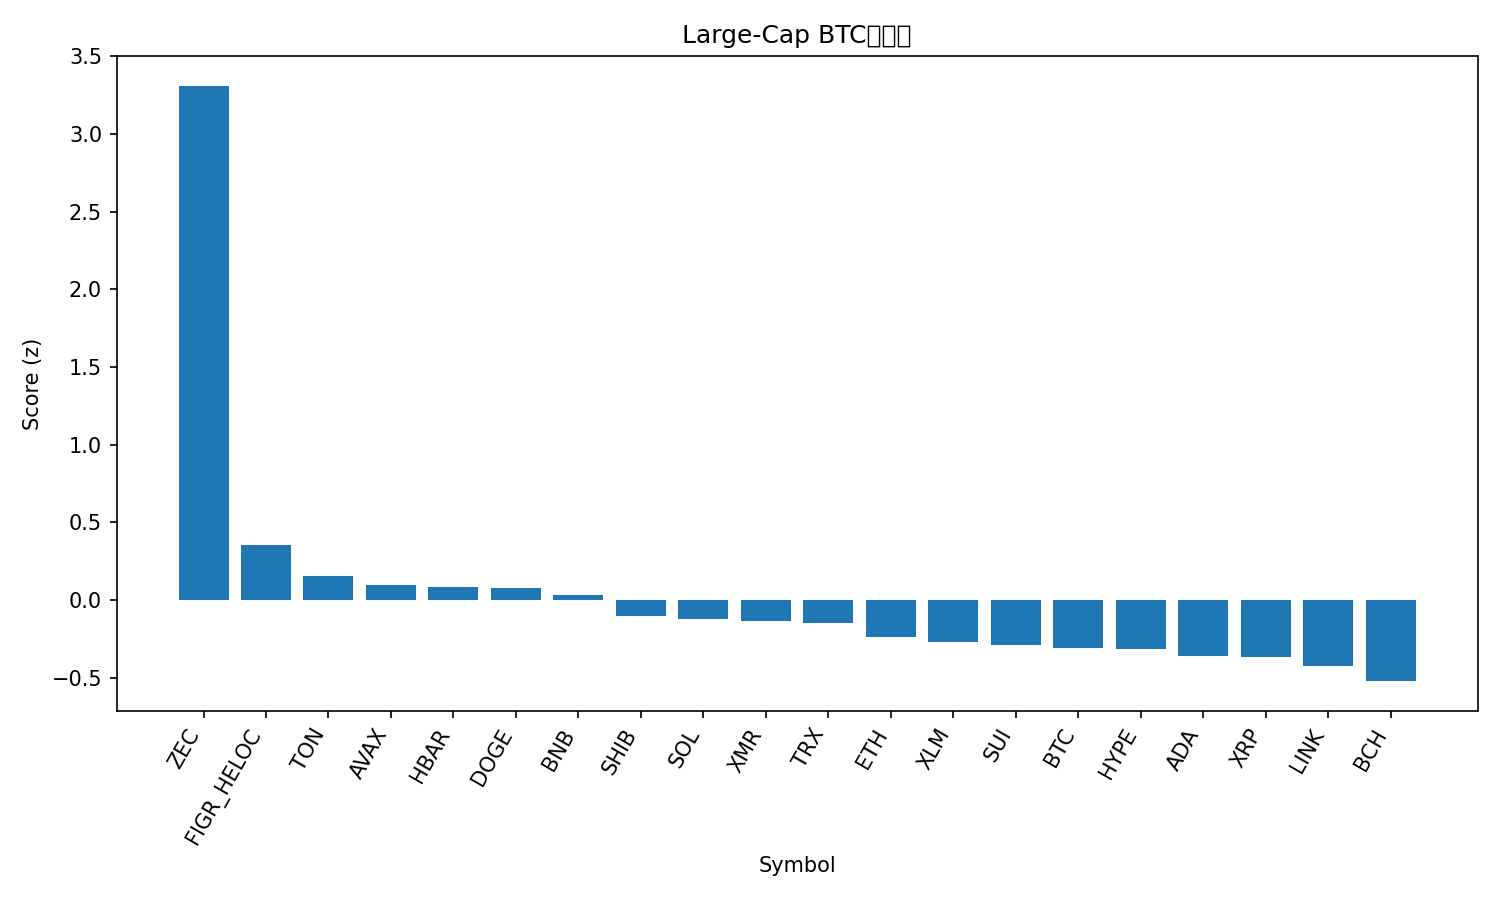 Large-Cap BTC
3.5
3.0
2.5
2.0
1.5
1.0
0.5
0.0
−0.5
Score (z)
ZEC
FIGR_HELOC
TON
AVAX
HBAR
DOGE
BNB
SHIB
SOL
XMR
TRX
ETH
XLM
SUI
BTC
HYPE
ADA
XRP
LINK
BCH
Symbol